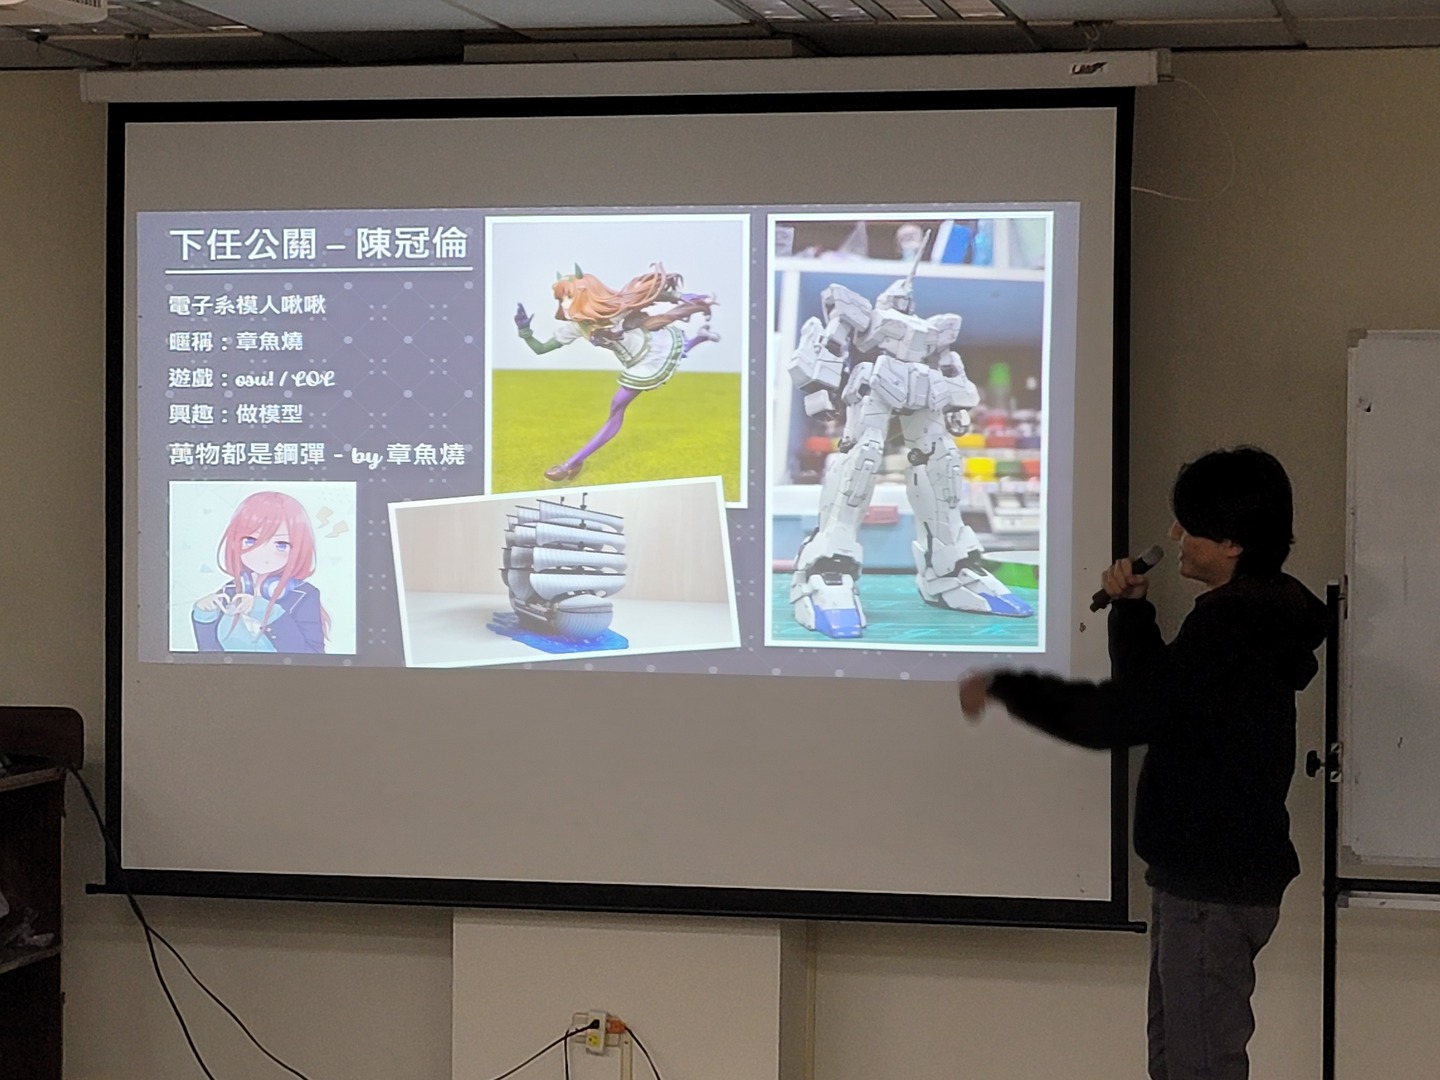 下任公關 – 陳冠倫
電子系模人啾啾
暱稱：章魚燒
遊戲：osu! / LOL
興趣：做模型
萬物都是鋼彈 - by 章魚燒